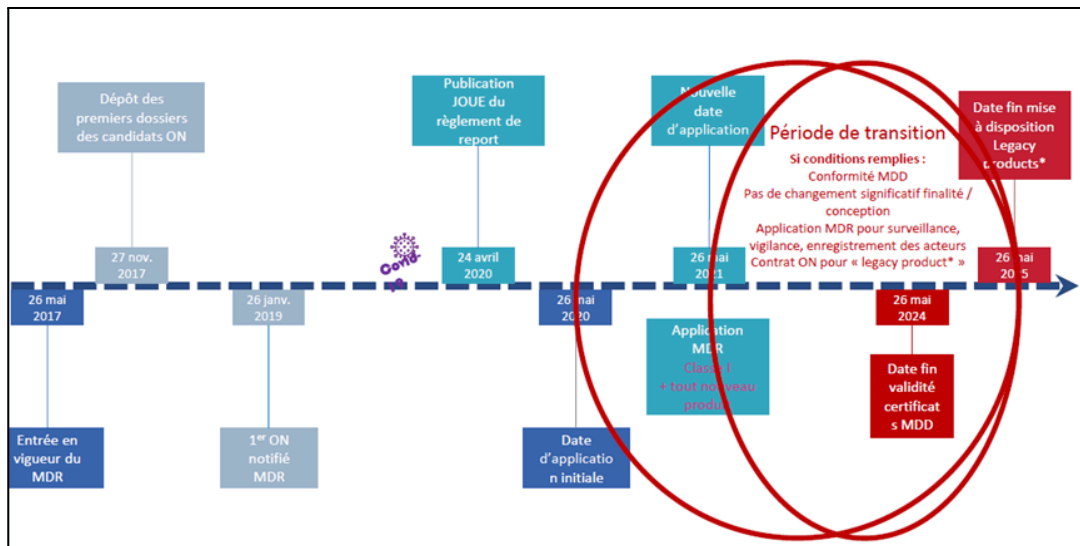 Dépôt des
premiers dossiers
des candidats ON
27 nov.
2017
Publication
JOUE du
règlement de
report
24 avril
2020
Nouvelle
date
d'application
26 mai
2021
Période de transition
Si conditions remplies :
Conformité MDD
Pas de changement significatif finalité /
conception
Application MDR pour surveillance,
vigilance, enregistrement des acteurs
Contrat ON pour « legacy product* »
Date fin mise
à disposition
Legacy
products*
26 mai
2025
Covid
26 mai
2017
Entrée en
vigueur du
MDR
26 janv.
2019
1er ON
notifié
MDR
26 mai
2020
Date
d'applicatio
n initiale
Application
MDR
Classe I
+ tout nouveau
produit
26 mai
2024
Date fin
validité
certificat
s MDD